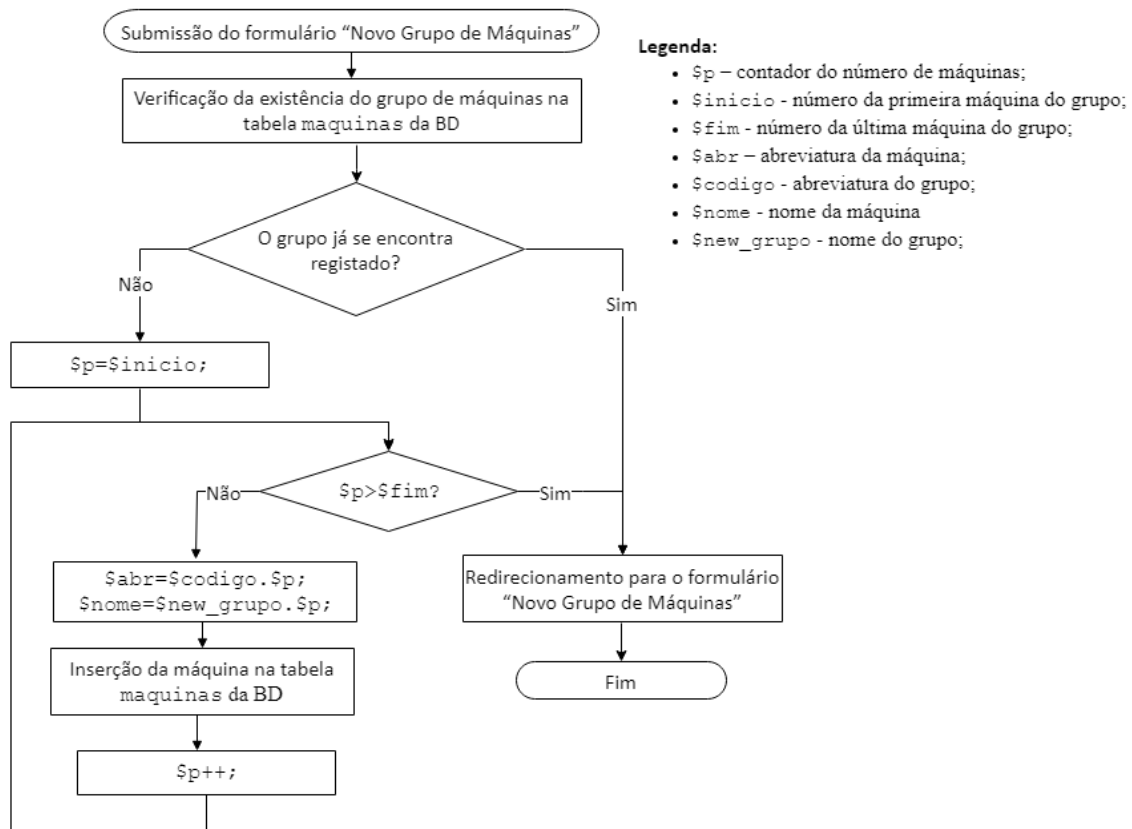 Submissão do formulário “Novo Grupo de Máquinas”
Verificação da existência do grupo de máquinas na
tabela maquinas da BD
O grupo já se encontra
registado?
Não
Sim
$p=$inicio;
$p>$fim?
Não
Sim
$abr=$codigo.$p;
$nome=$new_grupo.$p;
Inserção da máquina na tabela
maquinas da BD
$p++;
Redirecionamento para o formulário
“Novo Grupo de Máquinas”
Fim
Legenda:
• $p – contador do número de máquinas;
• $inicio - número da primeira máquina do grupo;
• $fim - número da última máquina do grupo;
• $abr – abreviatura da máquina;
• $codigo - abreviatura do grupo;
• $nome - nome da máquina
• $new_grupo - nome do grupo;